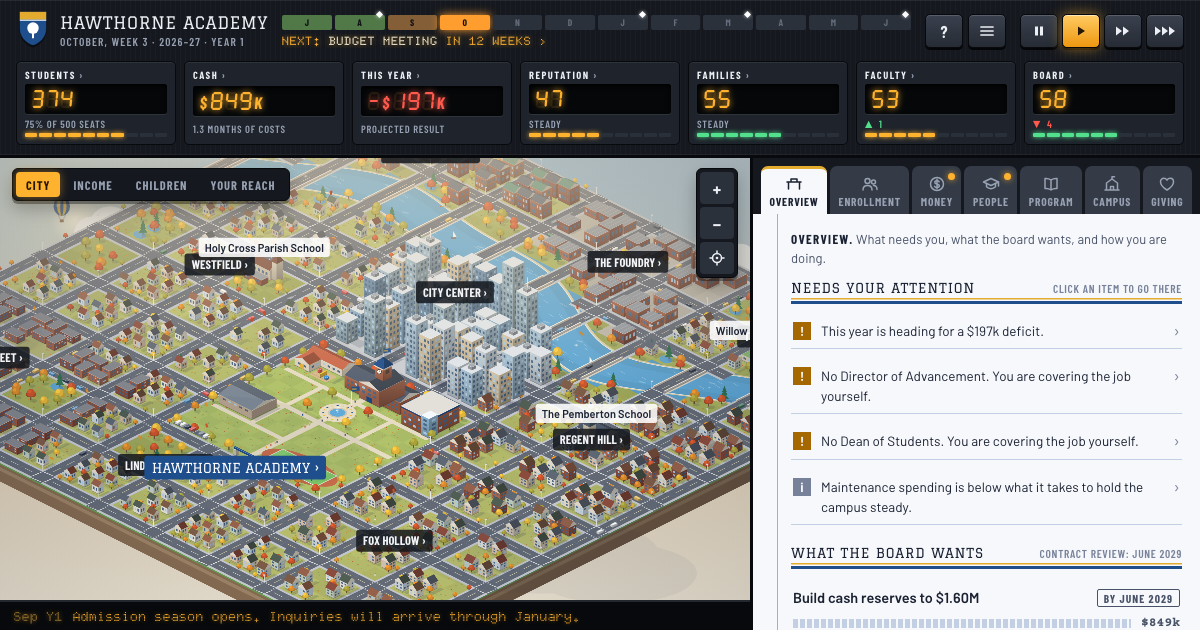 HAWTHORNE ACADEMY
OCTOBER, WEEK 3 · 2026-27 · YEAR 1
J A S O N D J F M A M J
NEXT: BUDGET MEETING IN 12 WEEKS ›
?
STUDENTS ›
374
75% OF 500 SEATS
CASH ›
$849K
1.3 MONTHS OF COSTS
THIS YEAR ›
-$197K
PROJECTED RESULT
REPUTATION ›
47
STEADY
FAMILIES ›
55
STEADY
FACULTY ›
53
▲ 1
BOARD ›
58
▼ 4
CITY
INCOME
CHILDREN
YOUR REACH
+
−
Holy Cross Parish School
WESTFIELD ›
THE FOUNDRY ›
CITY CENTER ›
Willow
EET ›
The Pemberton School
REGENT HILL ›
LIND
HAWTHORNE ACADEMY ›
FOX HOLLOW ›
Sep Y1 Admission season opens. Inquiries will arrive through January.
OVERVIEW
ENROLLMENT
MONEY
PEOPLE
PROGRAM
CAMPUS
GIVING
OVERVIEW. What needs you, what the board wants, and how you are
doing.
NEEDS YOUR ATTENTION
CLICK AN ITEM TO GO THERE
! This year is heading for a $197k deficit. ›
! No Director of Advancement. You are covering the job ›
yourself.
! No Dean of Students. You are covering the job yourself. ›
i Maintenance spending is below what it takes to hold the ›
campus steady.
WHAT THE BOARD WANTS
CONTRACT REVIEW: JUNE 2029
Build cash reserves to $1.60M
BY JUNE 2029
$849k